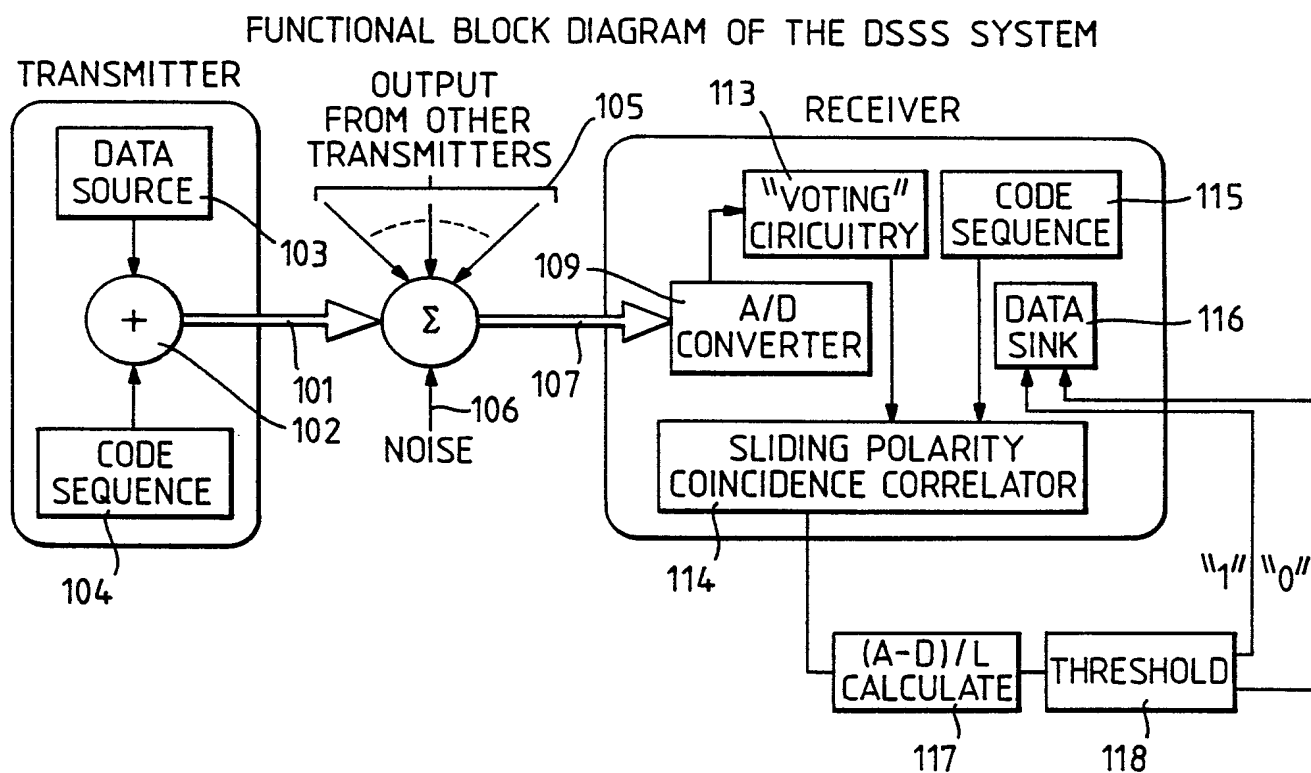 FUNCTIONAL BLOCK DIAGRAM OF THE DSSS SYSTEM
TRANSMITTER
DATA
SOURCE
103
+
102
101
CODE
SEQUENCE
104
OUTPUT
FROM OTHER
TRANSMITTERS
105
Σ
106
NOISE
107
RECEIVER
113
"VOTING"
CIRICUITRY
CODE
SEQUENCE
115
109
A/D
CONVERTER
DATA
SINK
116
SLIDING POLARITY
COINCIDENCE CORRELATOR
114
"1" "0"
(A-D)/L
CALCULATE
117
THRESHOLD
118